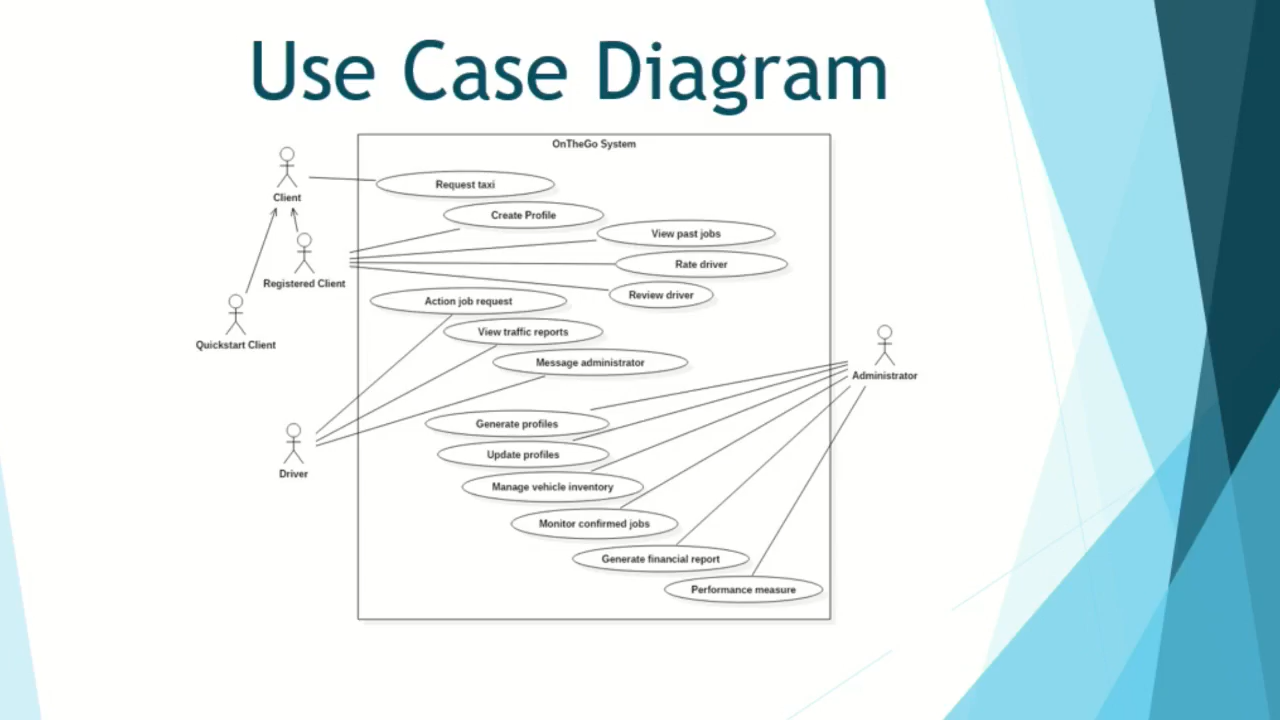 Use Case Diagram
OnTheGo System
Client
Request taxi
Create Profile
View past jobs
Rate driver
Registered Client
Review driver
Action job request
View traffic reports
Quickstart Client
Message administrator
Administrator
Generate profiles
Update profiles
Driver
Manage vehicle inventory
Monitor confirmed jobs
Generate financial report
Performance measure